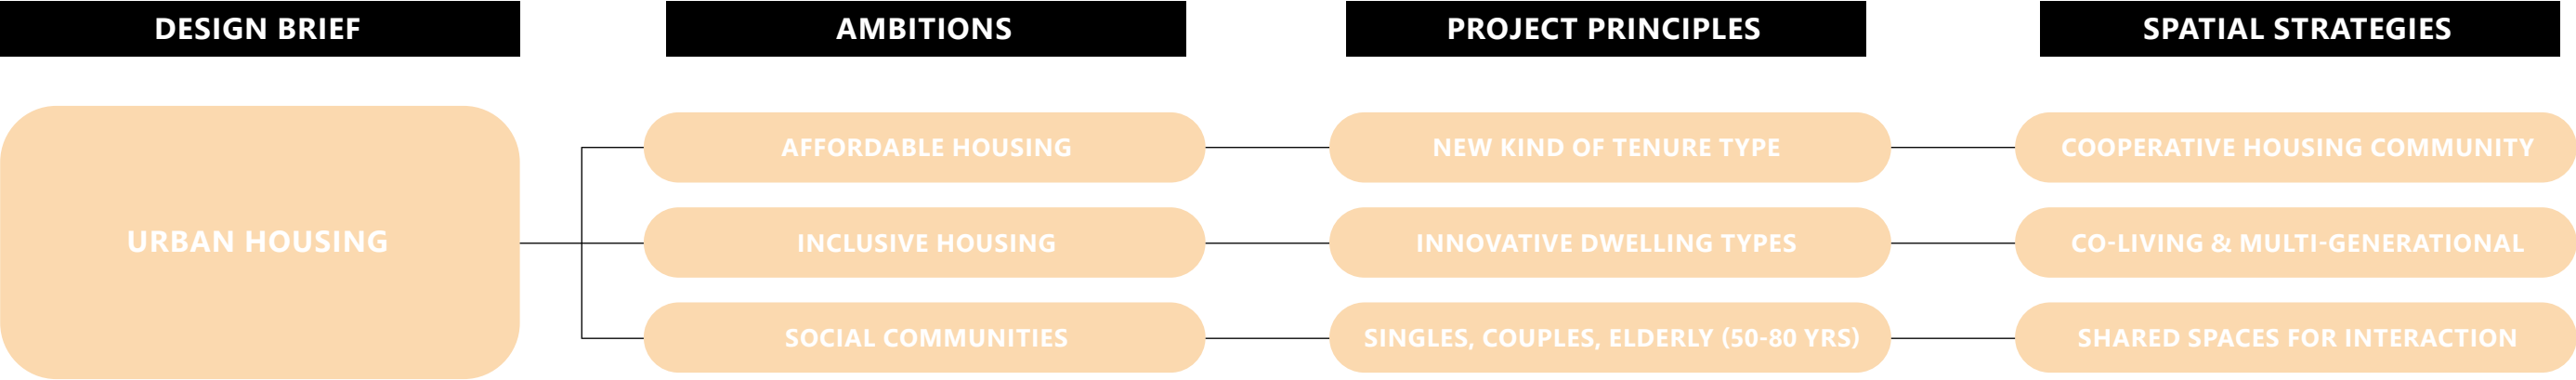 DESIGN BRIEF
AMBITIONS
PROJECT PRINCIPLES
SPATIAL STRATEGIES
URBAN HOUSING
AFFORDABLE HOUSING
NEW KIND OF TENURE TYPE
COOPERATIVE HOUSING COMMUNITY
INCLUSIVE HOUSING
INNOVATIVE DWELLING TYPES
CO-LIVING & MULTI-GENERATIONAL
SOCIAL COMMUNITIES
SINGLES, COUPLES, ELDERLY (50-80 YRS)
SHARED SPACES FOR INTERACTION